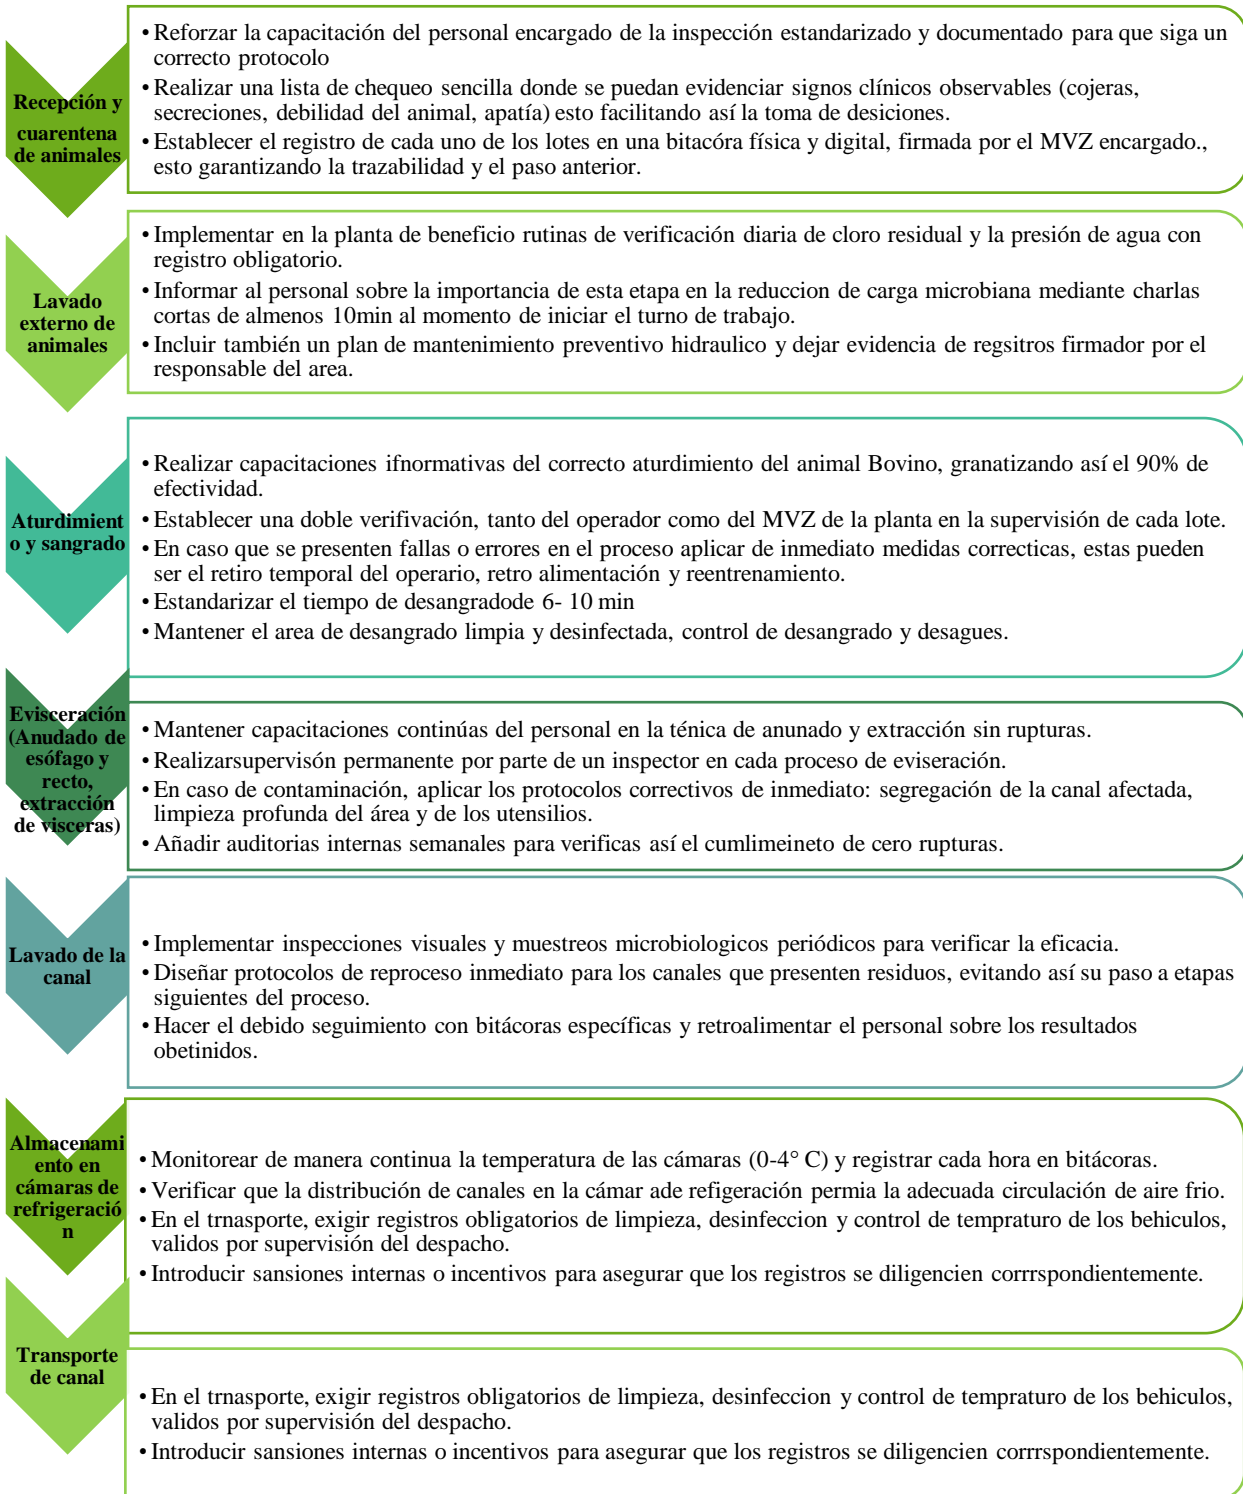 Recepción y
cuarentena
de animales
• Reforzar la capacitación del personal encargado de la inspección estandarizado y documentado para que siga un
correcto protocolo
• Realizar una lista de chequeo sencilla donde se puedan evidenciar signos clínicos observables (cojeras,
secreciones, debilidad del animal, apatía) esto facilitando así la toma de desiciones.
• Establecer el registro de cada uno de los lotes en una bitacóra física y digital, firmada por el MVZ encargado.,
esto garantizando la trazabilidad y el paso anterior.
Lavado
externo de
animales
• Implementar en la planta de beneficio rutinas de verificación diaria de cloro residual y la presión de agua con
registro obligatorio.
• Informar al personal sobre la importancia de esta etapa en la reduccion de carga microbiana mediante charlas
cortas de almenos 10min al momento de iniciar el turno de trabajo.
• Incluir también un plan de mantenimiento preventivo hidraulico y dejar evidencia de regsitros firmador por el
responsable del area.
Aturdimient
o y sangrado
• Realizar capacitaciones ifnormativas del correcto aturdimiento del animal Bovino, granatizando así el 90% de
efectividad.
• Establecer una doble verifivación, tanto del operador como del MVZ de la planta en la supervisión de cada lote.
• En caso que se presenten fallas o errores en el proceso aplicar de inmediato medidas correcticas, estas pueden
ser el retiro temporal del operario, retro alimentación y reentrenamiento.
• Estandarizar el tiempo de desangradode 6- 10 min
• Mantener el area de desangrado limpia y desinfectada, control de desangrado y desagues.
Evisceración
(Anudado de
esófago y
recto,
extracción
de visceras)
• Mantener capacitaciones continúas del personal en la ténica de anunado y extracción sin rupturas.
• Realizarsupervisón permanente por parte de un inspector en cada proceso de eviseración.
• En caso de contaminación, aplicar los protocolos correctivos de inmediato: segregación de la canal afectada,
limpieza profunda del área y de los utensilios.
• Añadir auditorias internas semanales para verificas así el cumlimeineto de cero rupturas.
Lavado de la
canal
• Implementar inspecciones visuales y muestreos microbiologicos periódicos para verificar la eficacia.
• Diseñar protocolos de reproceso inmediato para los canales que presenten residuos, evitando así su paso a etapas
siguientes del proceso.
• Hacer el debido seguimiento con bitácoras específicas y retroalimentar el personal sobre los resultados
obetinidos.
Almacenami
ento en
cámaras de
refrigeració
n
• Monitorear de manera continua la temperatura de las cámaras (0-4° C) y registrar cada hora en bitácoras.
• Verificar que la distribución de canales en la cámar ade refigeración permia la adecuada circulación de aire frio.
• En el trnasporte, exigir registros obligatorios de limpieza, desinfeccion y control de tempraturo de los behiculos,
validos por supervisión del despacho.
• Introducir sansiones internas o incentivos para asegurar que los registros se diligencien corrrspondientemente.
Transporte
de canal
• En el trnasporte, exigir registros obligatorios de limpieza, desinfeccion y control de tempraturo de los behiculos,
validos por supervisión del despacho.
• Introducir sansiones internas o incentivos para asegurar que los registros se diligencien corrrspondientemente.